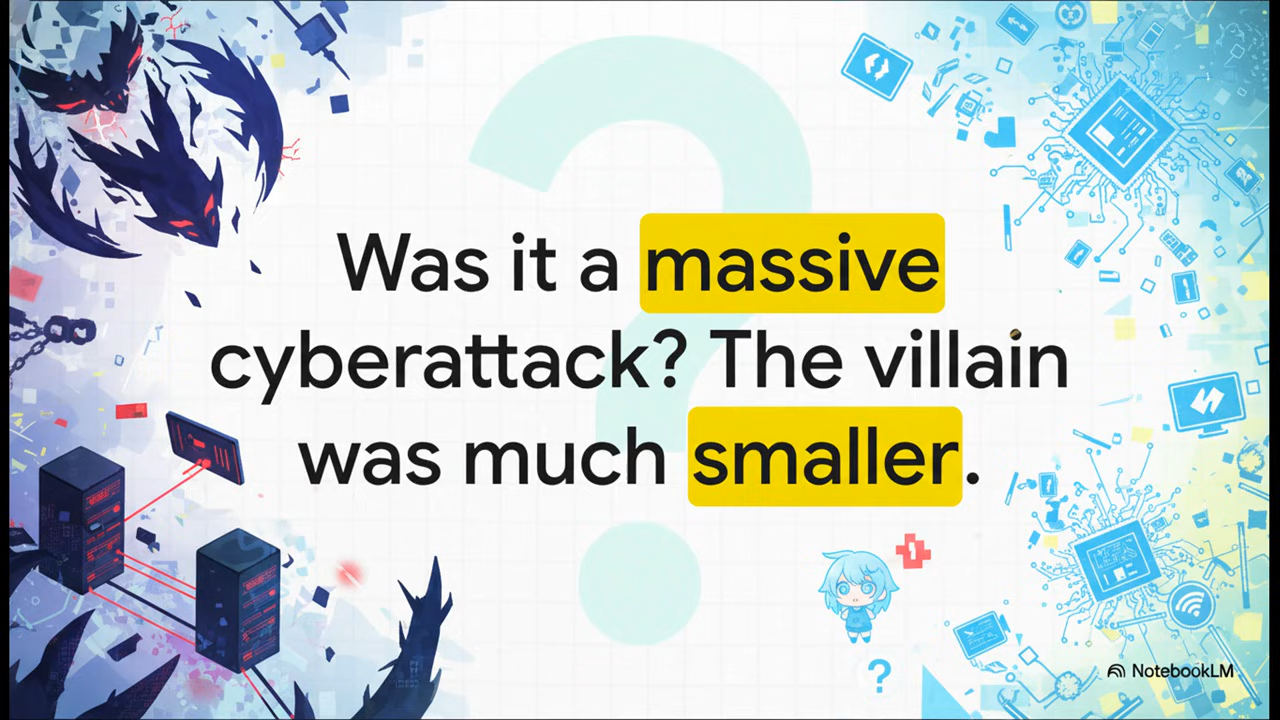 Was it a massive
cyberattack? The villain
was much smaller.
?
NotebookLM